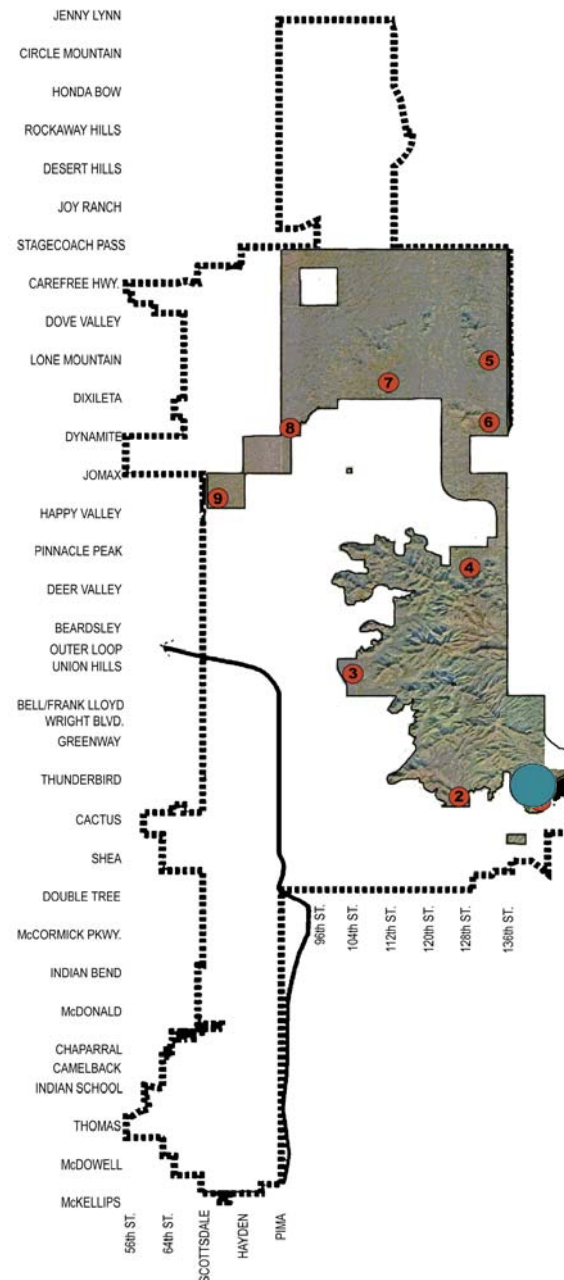 JENNY LYNN
CIRCLE MOUNTAIN
HONDA BOW
ROCKAWAY HILLS
DESERT HILLS
JOY RANCH
STAGECOACH PASS
CAREFREE HWY.
DOVE VALLEY
LONE MOUNTAIN
5
7
DIXILETA
6
8
DYNAMITE
JOMAX
9
HAPPY VALLEY
PINNACLE PEAK
4
DEER VALLEY
BEARDSLEY
OUTER LOOP
UNION HILLS
3
BELL/FRANK LLOYD
WRIGHT BLVD.
GREENWAY
THUNDERBIRD
2
CACTUS
SHEA
DOUBLE TREE
96th ST.
104th ST.
112th ST.
120th ST.
128th ST.
136th ST.
McCORMICK PKWY.
INDIAN BEND
McDONALD
CHAPARRAL
CAMELBACK
INDIAN SCHOOL
THOMAS
McDOWELL
McKELLIPS
56th ST.
64th ST.
SCOTTSDALE
HAYDEN
PIMA